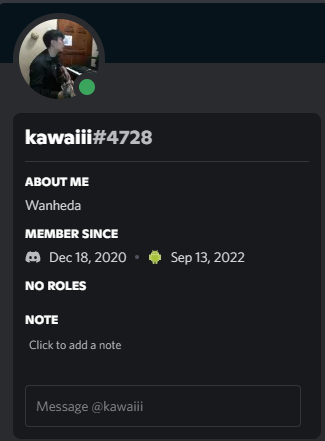 kawaiii#4728
ABOUT ME
Wanheda
MEMBER SINCE
Dec 18, 2020 • Sep 13, 2022
NO ROLES
NOTE
Click to add a note
Message @kawaiii